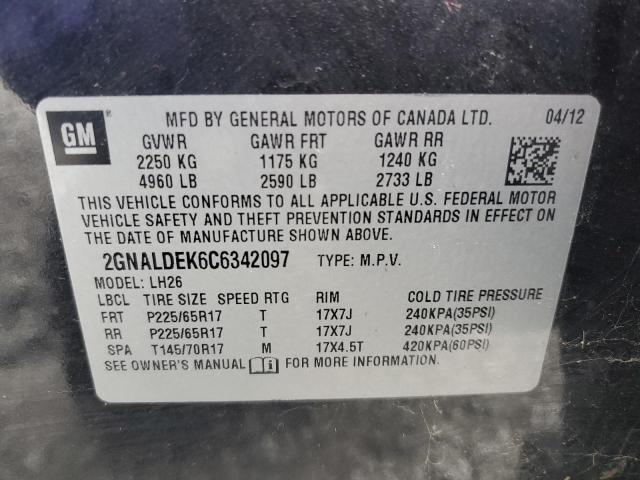 GM
MFD BY GENERAL MOTORS OF CANADA LTD. 04/12
GVWR GAWR FRT GAWR RR
2250 KG 1175 KG 1240 KG
4960 LB 2590 LB 2733 LB
THIS VEHICLE CONFORMS TO ALL APPLICABLE U.S. FEDERAL MOTOR
VEHICLE SAFETY AND THEFT PREVENTION STANDARDS IN EFFECT ON
THE DATE OF MANUFACTURE SHOWN ABOVE.
2GNALDEK6C6342097 TYPE: M.P.V.
MODEL: LH26
LBCL TIRE SIZE SPEED RTG RIM COLD TIRE PRESSURE
FRT P225/65R17 T 17X7J 240KPA(35PSI)
RR P225/65R17 T 17X7J 240KPA(35PSI)
SPA T145/70R17 M 17X4.5T 420KPA(60PSI)
SEE OWNER'S MANUAL i FOR MORE INFORMATION.